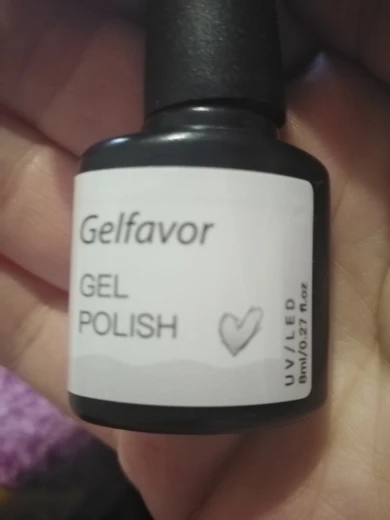 Gelfavor
GEL
POLISH
UV/LED
8ml/0.27 fl.oz